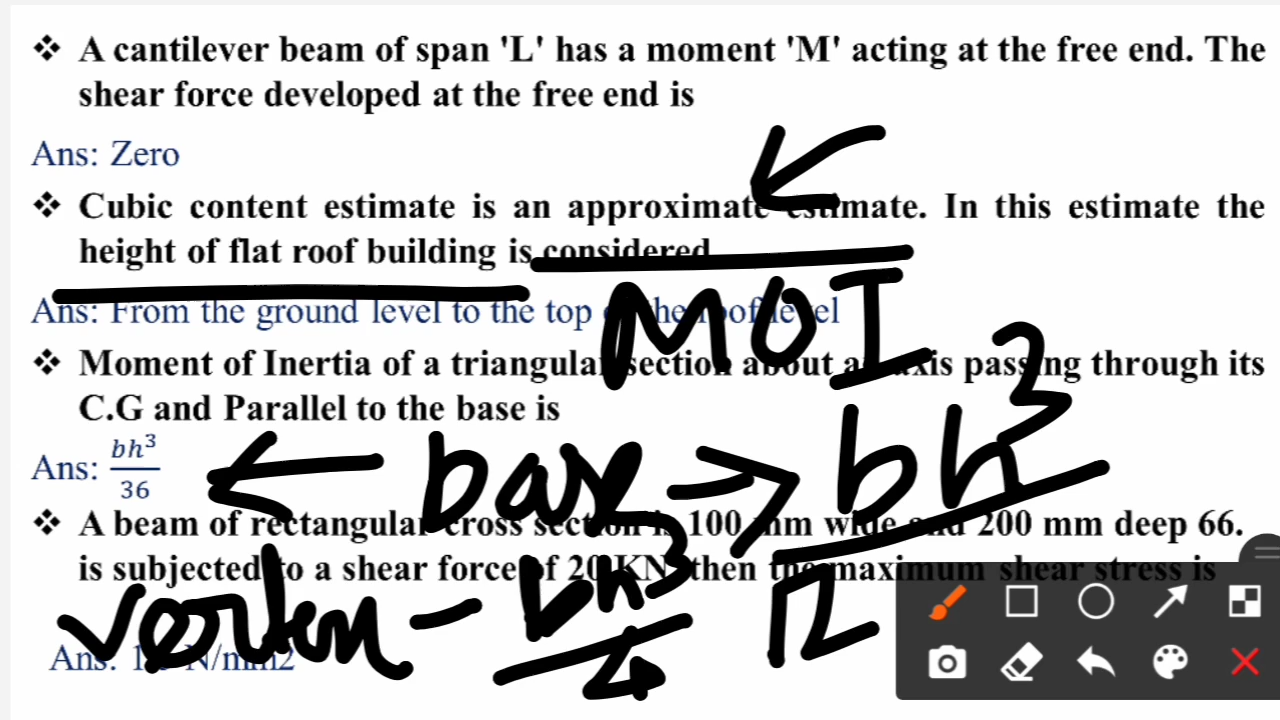 ❖ A cantilever beam of span 'L' has a moment 'M' acting at the free end. The
shear force developed at the free end is
Ans: Zero
❖ Cubic content estimate is an approximate estimate. In this estimate the
height of flat roof building is considered
Ans: From the ground level to the top of the roof level
MOI
❖ Moment of Inertia of a triangular section about an axis passing through its
C.G and Parallel to the base is
Ans: bh³/36
← base → bh³/12
❖ A beam of rectangular cross section is 100 mm wide and 200 mm deep 66.
is subjected to a shear force of 20 KN, then the maximum shear stress is
– bh³/4
Ans: N/mm2